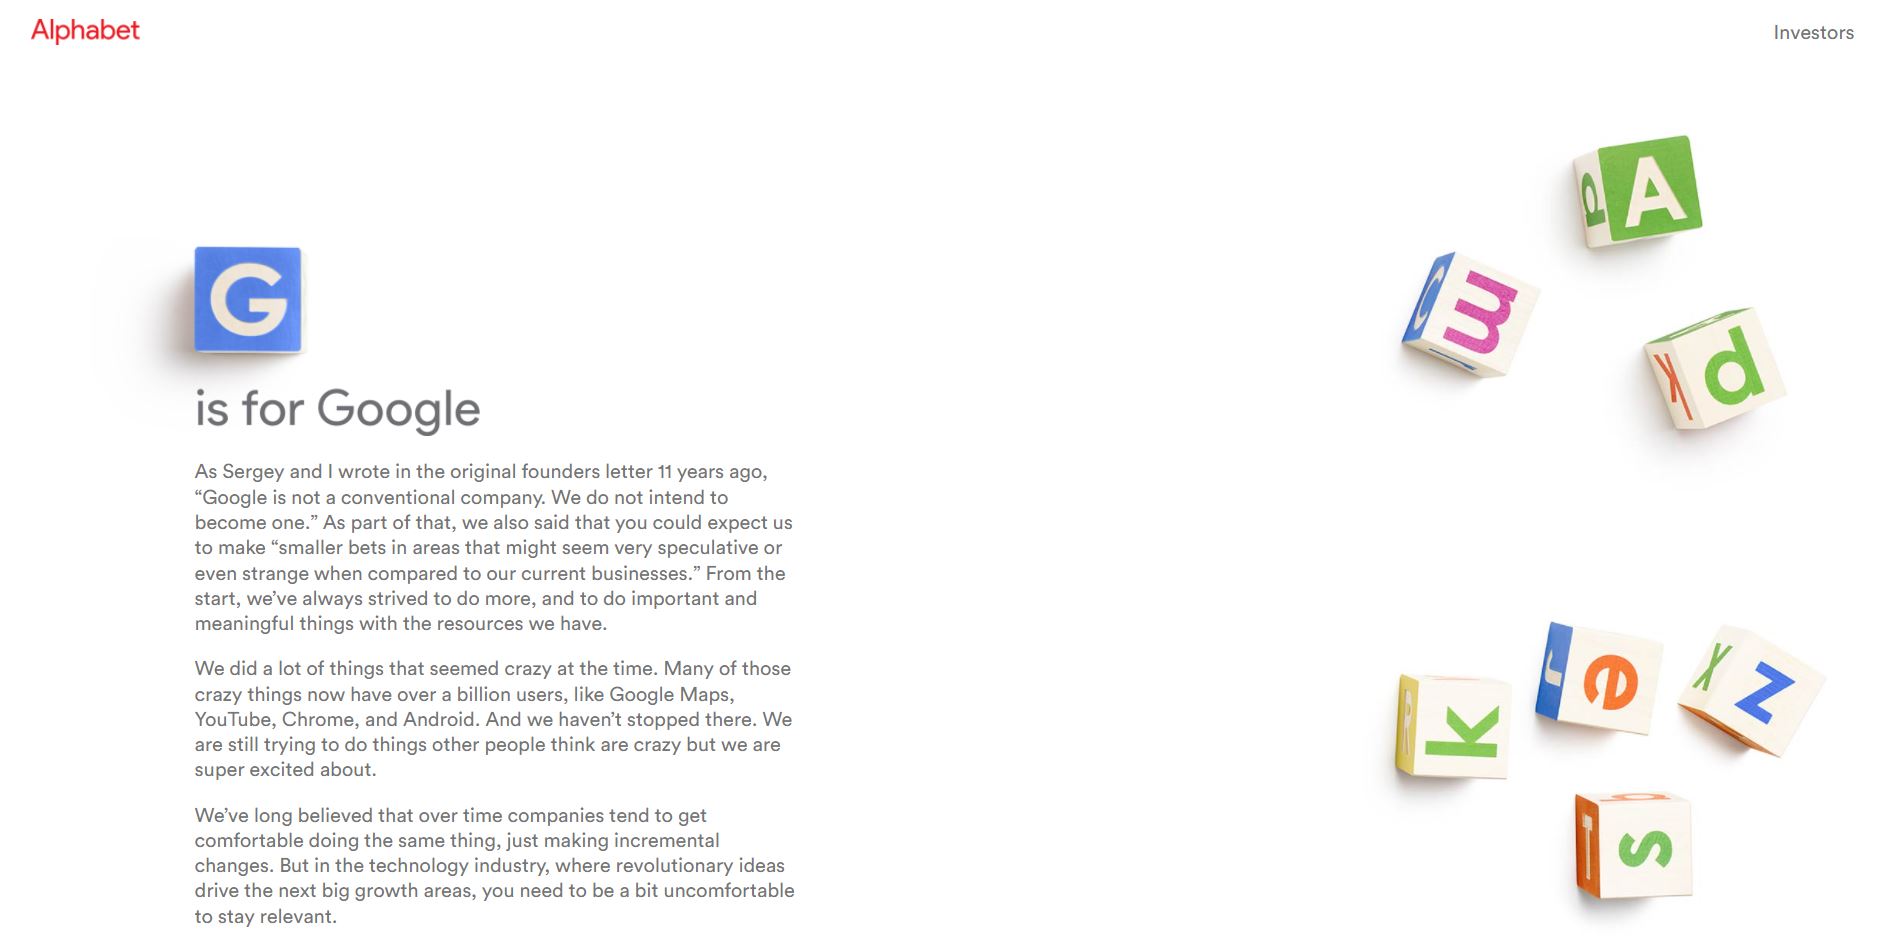 Alphabet
Investors
G
is for Google
As Sergey and I wrote in the original founders letter 11 years ago,
“Google is not a conventional company. We do not intend to
become one.” As part of that, we also said that you could expect us
to make “smaller bets in areas that might seem very speculative or
even strange when compared to our current businesses.” From the
start, we’ve always strived to do more, and to do important and
meaningful things with the resources we have.
We did a lot of things that seemed crazy at the time. Many of those
crazy things now have over a billion users, like Google Maps,
YouTube, Chrome, and Android. And we haven’t stopped there. We
are still trying to do things other people think are crazy but we are
super excited about.
We’ve long believed that over time companies tend to get
comfortable doing the same thing, just making incremental
changes. But in the technology industry, where revolutionary ideas
drive the next big growth areas, you need to be a bit uncomfortable
to stay relevant.
A
C m
K d
R k
e
X z
T s